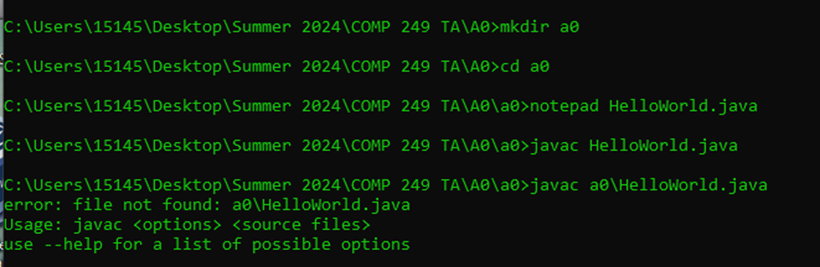 C:\Users\15145\Desktop\Summer 2024\COMP 249 TA\A0>mkdir a0
C:\Users\15145\Desktop\Summer 2024\COMP 249 TA\A0>cd a0
C:\Users\15145\Desktop\Summer 2024\COMP 249 TA\A0\a0>notepad HelloWorld.java
C:\Users\15145\Desktop\Summer 2024\COMP 249 TA\A0\a0>javac HelloWorld.java
C:\Users\15145\Desktop\Summer 2024\COMP 249 TA\A0\a0>javac a0\HelloWorld.java
error: file not found: a0\HelloWorld.java
Usage: javac <options> <source files>
use --help for a list of possible options